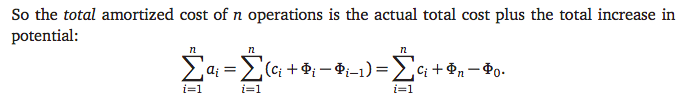 So the total amortized cost of n operations is the actual total cost plus the total increase in
potential:
$$\sum_{i=1}^{n} a_i = \sum_{i=1}^{n} (c_i + \Phi_i - \Phi_{i-1}) = \sum_{i=1}^{n} c_i + \Phi_n - \Phi_0.$$